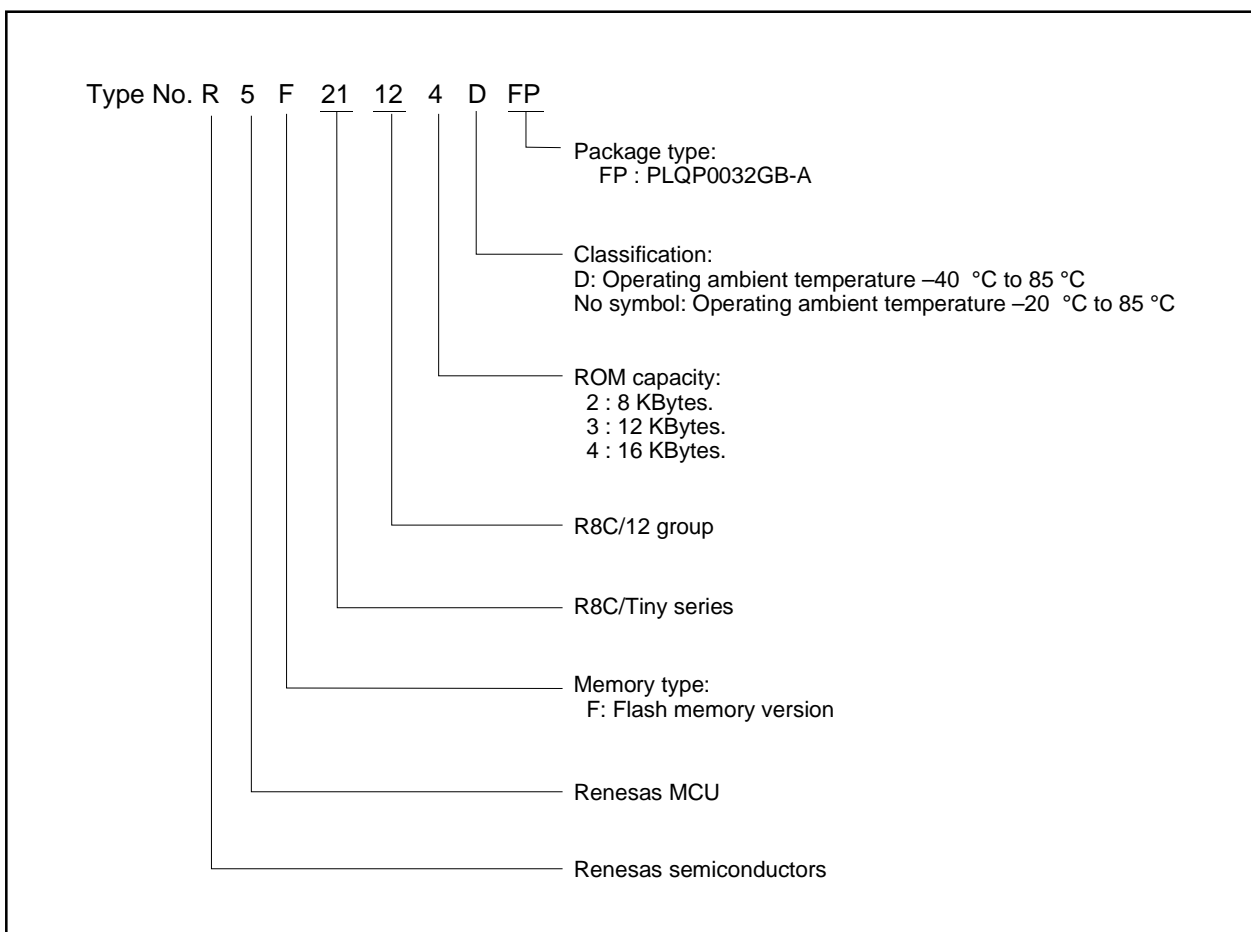 Type No. R 5 F 21 12 4 D FP
Package type:
FP : PLQP0032GB-A
Classification:
D: Operating ambient temperature –40 °C to 85 °C
No symbol: Operating ambient temperature –20 °C to 85 °C
ROM capacity:
2 : 8 KBytes.
3 : 12 KBytes.
4 : 16 KBytes.
R8C/12 group
R8C/Tiny series
Memory type:
F: Flash memory version
Renesas MCU
Renesas semiconductors